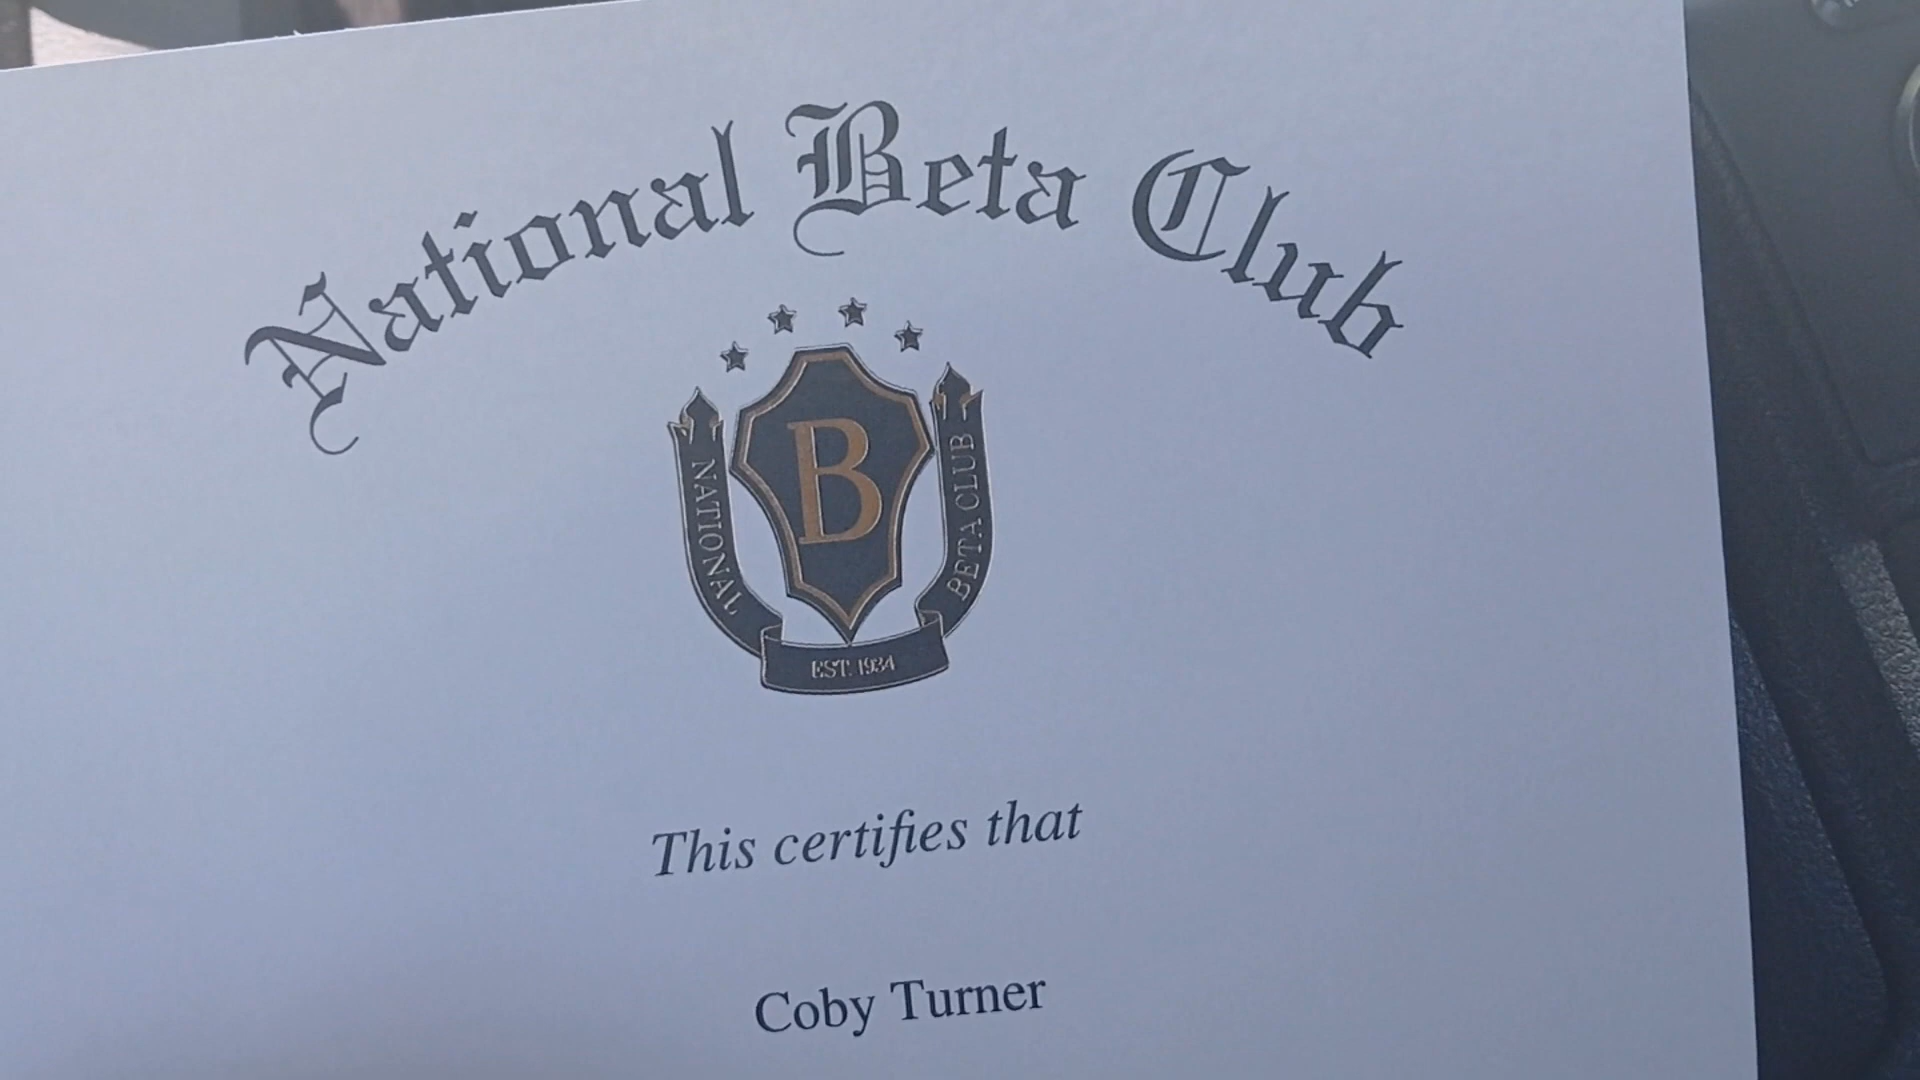 National Beta Club
B
NATIONAL
BETA CLUB
EST. 1934
This certifies that
Coby Turner